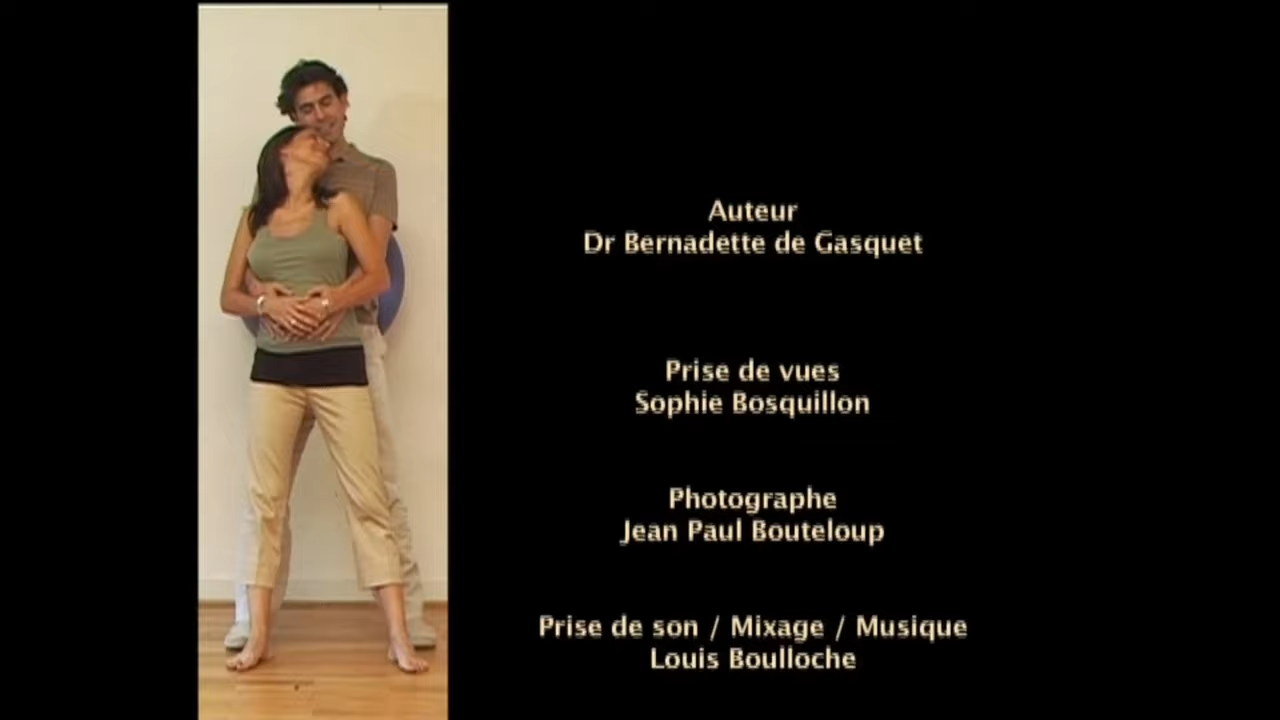 Auteur
Dr Bernadette de Gasquet
Prise de vues
Sophie Bosquillon
Photographe
Jean Paul Bouteloup
Prise de son / Mixage / Musique
Louis Boulloche